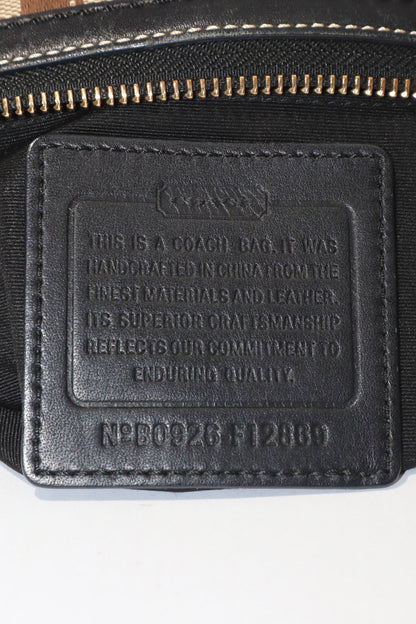 COACH
THIS IS A COACH BAG. IT WAS
HANDCRAFTED IN CHINA FROM THE
FINEST MATERIALS AND LEATHER.
ITS SUPERIOR CRAFTSMANSHIP
REFLECTS OUR COMMITMENT TO
ENDURING QUALITY.
NºB0926-F12869